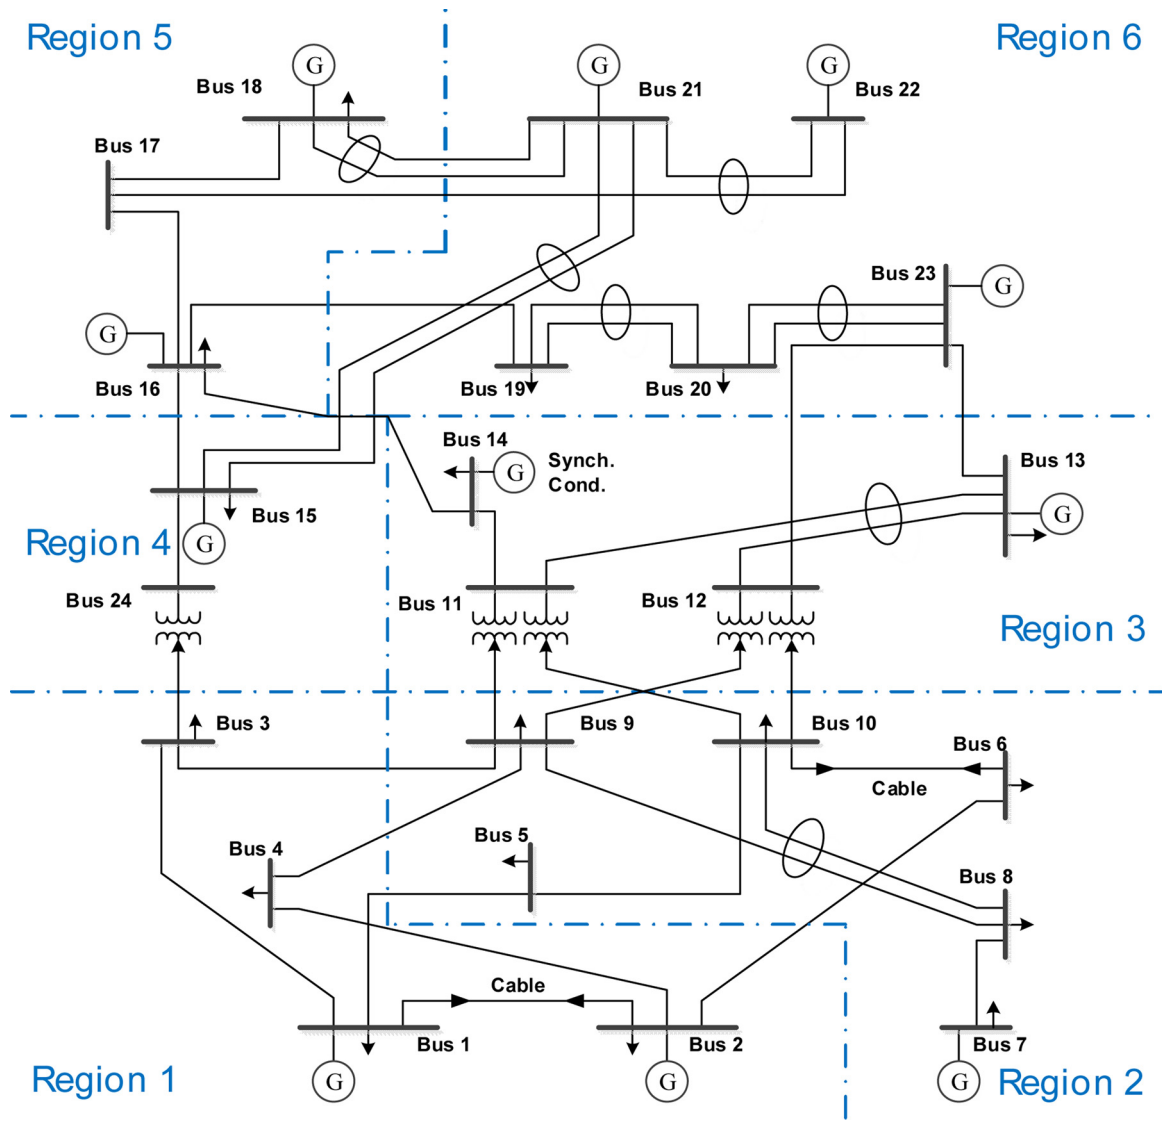 Region 5
Region 6
G
G
G
Bus 18
Bus 21
Bus 22
Bus 17
Bus 23
G
G
Bus 16
Bus 19
Bus 20
Bus 14
G
Synch.
Cond.
Bus 13
G
Bus 15
G
Region 4
Bus 24
Bus 11
Bus 12
Region 3
Bus 3
Bus 9
Bus 10
Bus 6
Cable
Bus 4
Bus 5
Bus 8
Cable
Bus 1
Bus 2
Bus 7
G
G
G
Region 1
Region 2